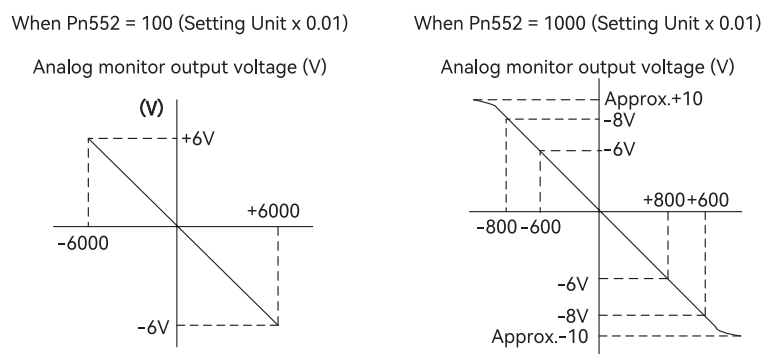 When Pn552 = 100 (Setting Unit x 0.01)
Analog monitor output voltage (V)
(V)
+6V
+6000
-6000
-6V
When Pn552 = 1000 (Setting Unit x 0.01)
Analog monitor output voltage (V)
Approx.+10
-8V
-6V
+800+600
-800 -600
-6V
-8V
Approx.-10